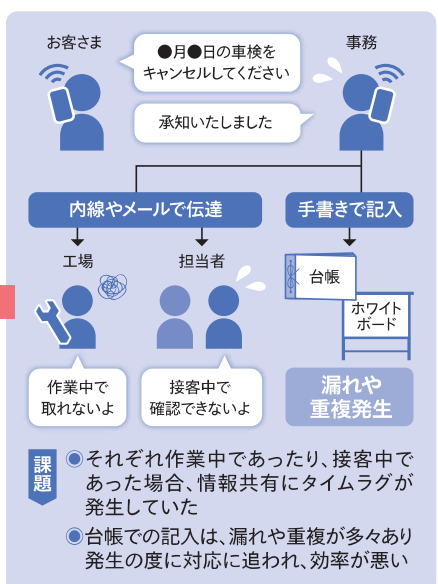 お客さま
●月●日の車検を
キャンセルしてください
事務
承知いたしました
内線やメールで伝達
手書きで記入
工場
担当者
台帳
ホワイト
ボード
作業中で
取れないよ
接客中で
確認できないよ
漏れや
重複発生
課題
◉それぞれ作業中であったり、接客中で
あった場合、情報共有にタイムラグが
発生していた
◉台帳での記入は、漏れや重複が多々あり
発生の度に対応に追われ、効率が悪い